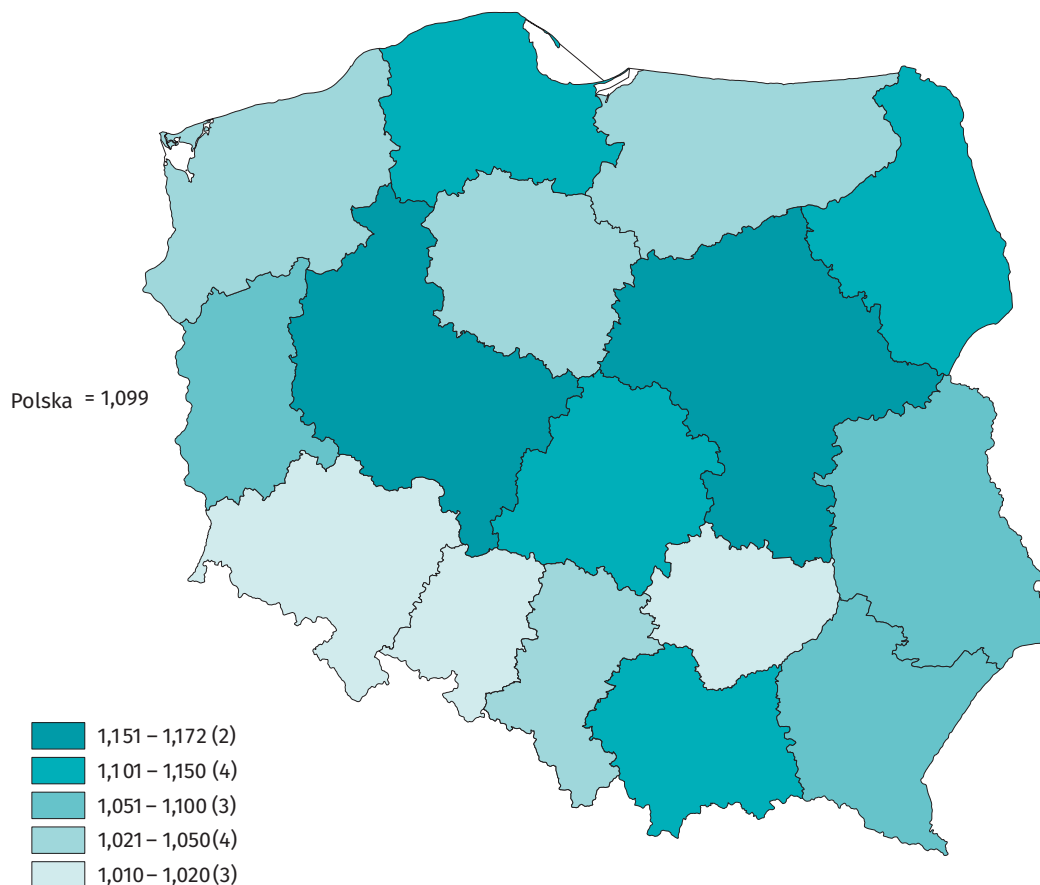 Polska = 1,099
1,151 – 1,172 (2)
1,101 – 1,150 (4)
1,051 – 1,100 (3)
1,021 – 1,050 (4)
1,010 – 1,020 (3)